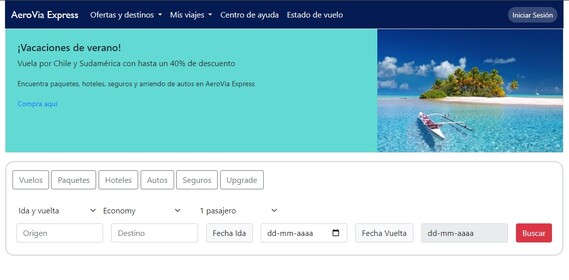 AeroVia Express Ofertas y destinos Mis viajes Centro de ayuda Estado de vuelo Iniciar Sesión
¡Vacaciones de verano!
Vuela por Chile y Sudamérica con hasta un 40% de descuento
Encuentra paquetes, hoteles, seguros y arriendo de autos en AeroVia Express
Compra aquí
Vuelos Paquetes Hoteles Autos Seguros Upgrade
Ida y vuelta Economy 1 pasajero
Origen Destino Fecha Ida dd-mm-aaaa Fecha Vuelta dd-mm-aaaa Buscar